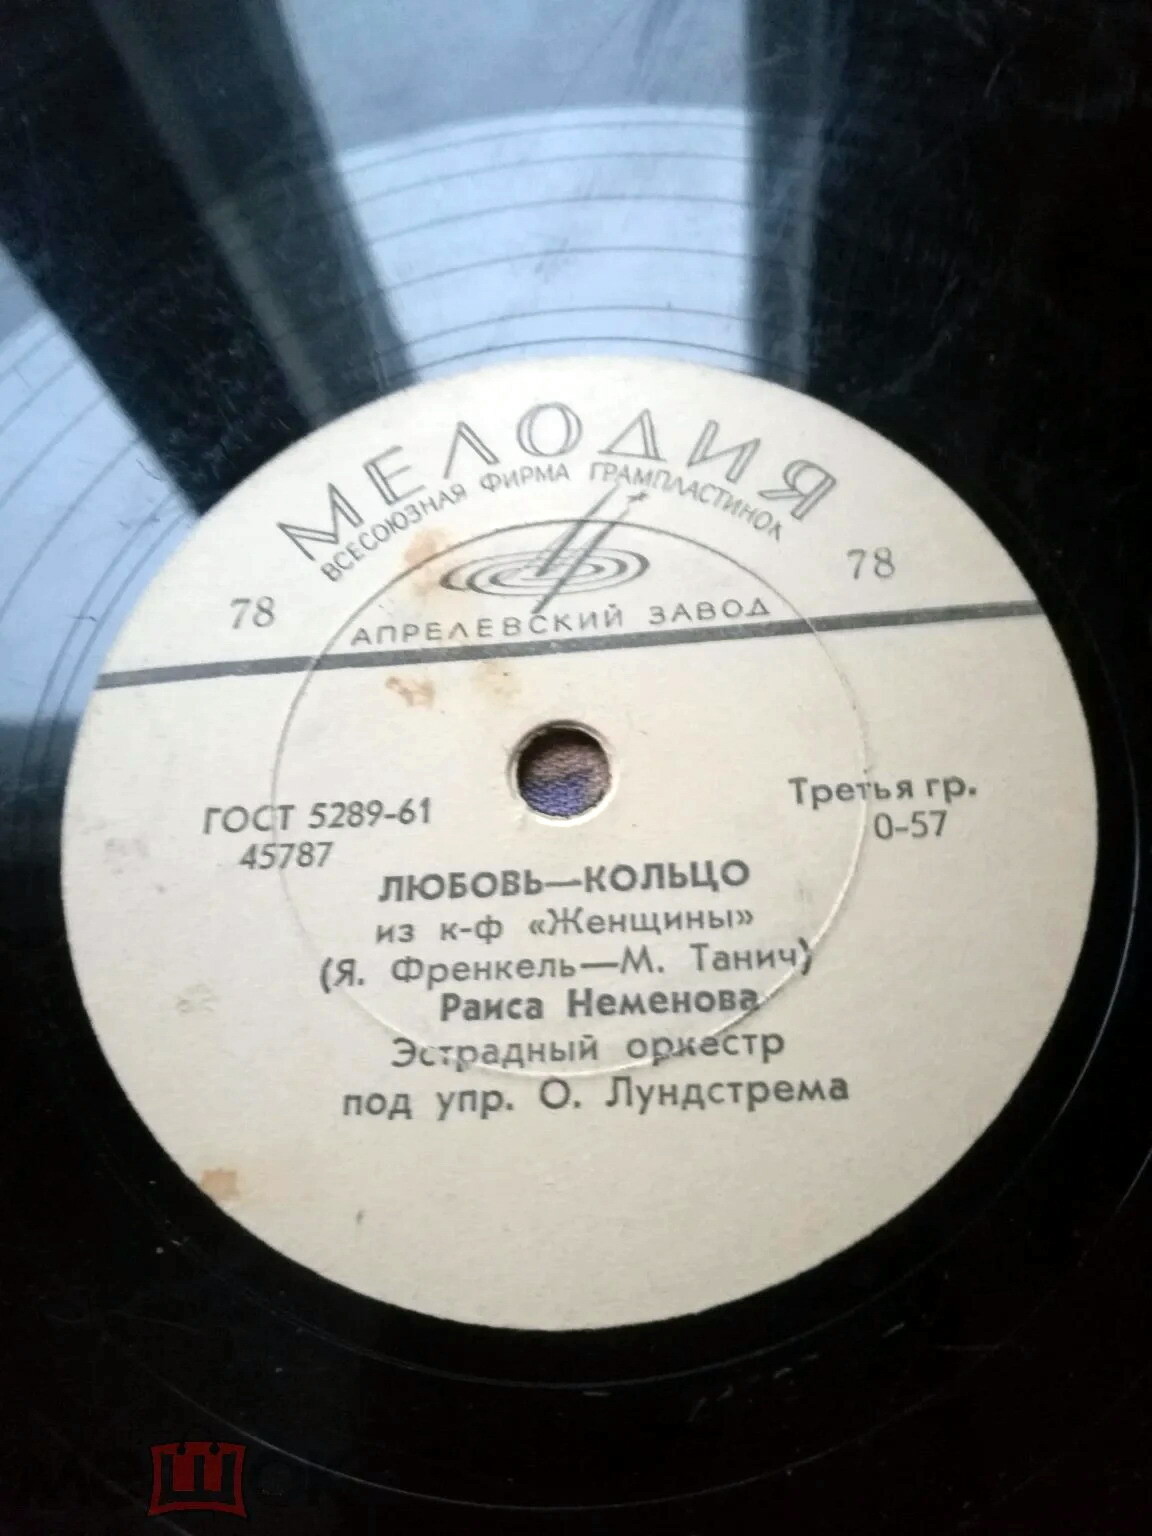 МЕЛОДИЯ
ВСЕСОЮЗНАЯ ФИРМА ГРАМПЛАСТИНОК
78 78
АПРЕЛЕВСКИЙ ЗАВОД
ГОСТ 5289-61
45787
Третья гр.
0-57
ЛЮБОВЬ—КОЛЬЦО
из к-ф «Женщины»
(Я. Френкель—М. Танич)
Раиса Неменова
Эстрадный оркестр
под упр. О. Лундстрема